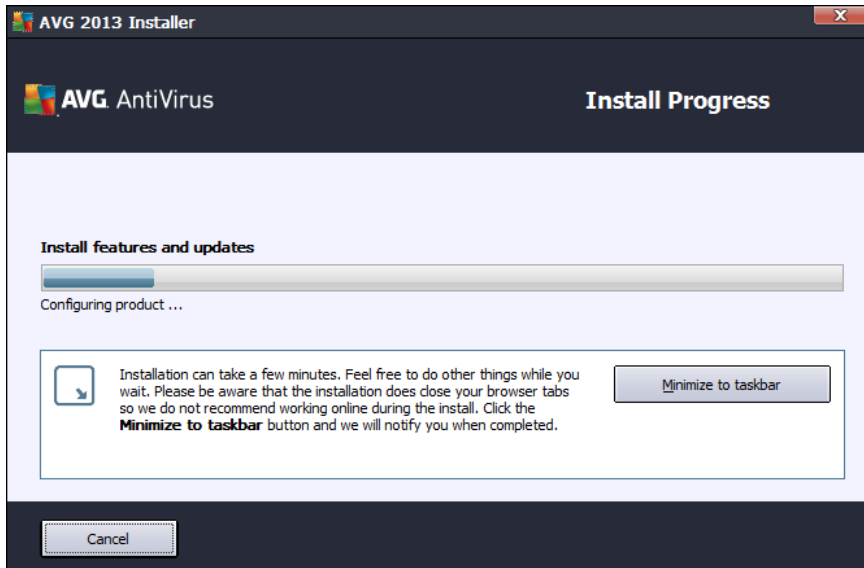 AVG 2013 Installer
X
AVG. AntiVirus
Install Progress
Install features and updates
Configuring product ...
Installation can take a few minutes. Feel free to do other things while you
wait. Please be aware that the installation does close your browser tabs
so we do not recommend working online during the install. Click the
Minimize to taskbar button and we will notify you when completed.
Minimize to taskbar
Cancel